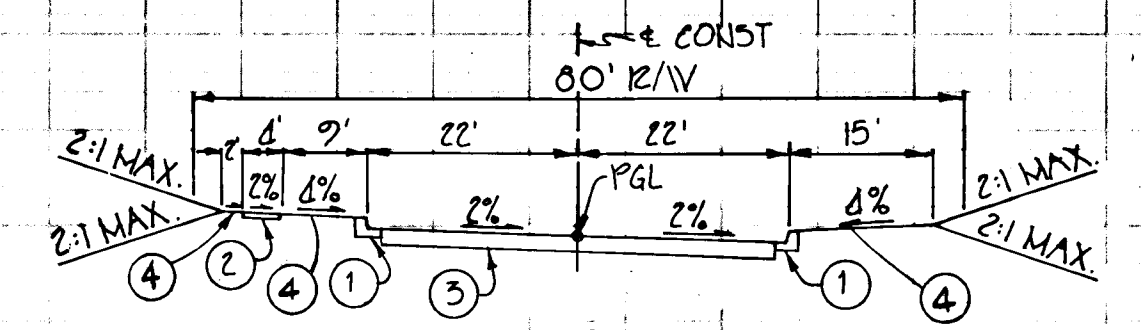 ℄ CONST
80' R/W
2' 4' 9' 22' 22' 15'
2:1 MAX. 2% 4% 2% PGL 2% 4% 2:1 MAX.
2:1 MAX. 2:1 MAX.
4 2 4 1 3 1 4